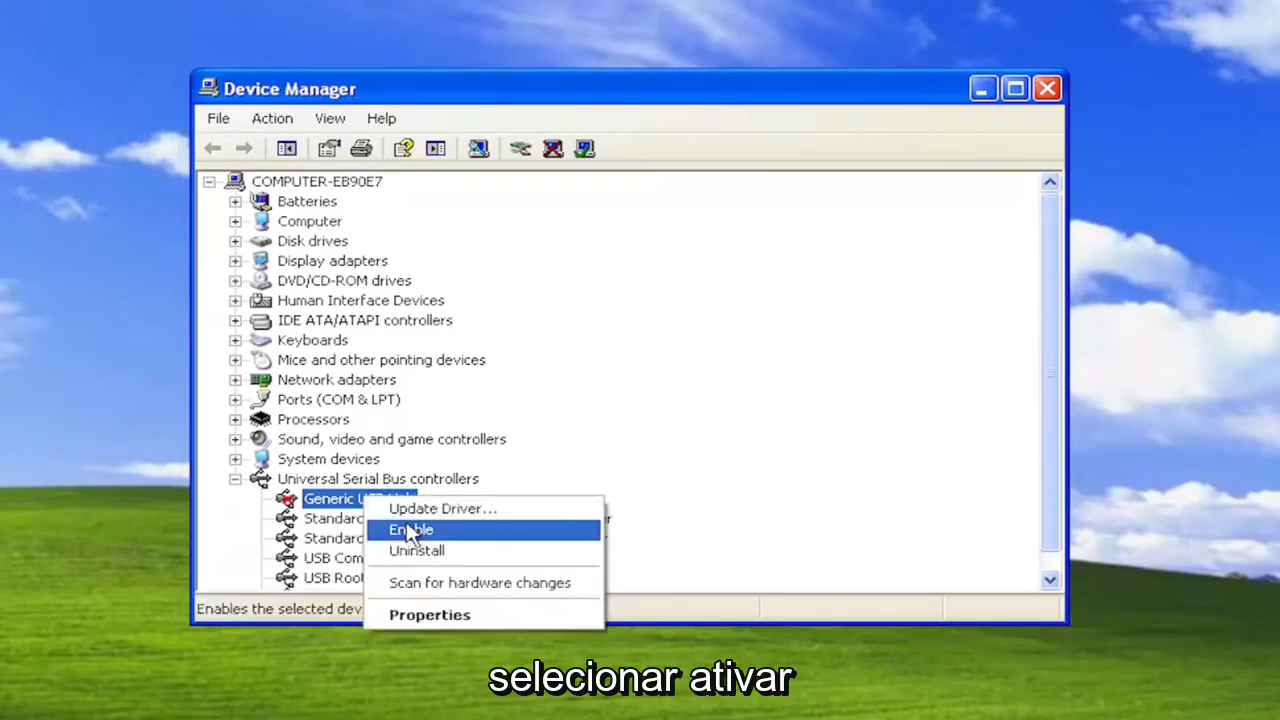 Device Manager
File Action View Help
COMPUTER-EB90E7
Batteries
Computer
Disk drives
Display adapters
DVD/CD-ROM drives
Human Interface Devices
IDE ATA/ATAPI controllers
Keyboards
Mice and other pointing devices
Network adapters
Ports (COM & LPT)
Processors
Sound, video and game controllers
System devices
Universal Serial Bus controllers
Generic
Update Driver...
Enable
Uninstall
USB
USB
Scan for hardware changes
Enables the selected
Properties
selecionar ativar